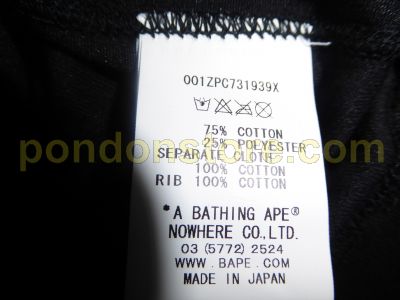 001ZPC731939X
75% COTTON
25% POLYESTER
SEPARATE CLOTH
100% COTTON
RIB 100% COTTON
*A BATHING APE®
NOWHERE CO.,LTD.
03 (5772) 2524
WWW.BAPE.COM
MADE IN JAPAN
pondonstore.com